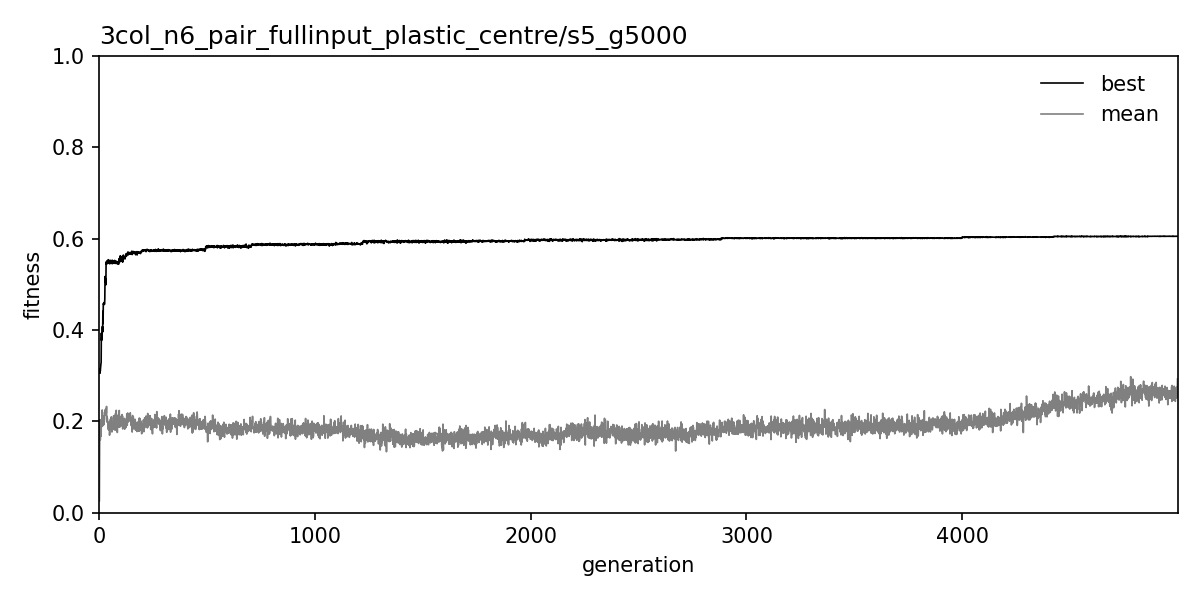 3col_n6_pair_fullinput_plastic_centre/s5_g5000
1.0
0.8
0.6
0.4
0.2
0.0
fitness
best
mean
0 1000 2000 3000 4000
generation